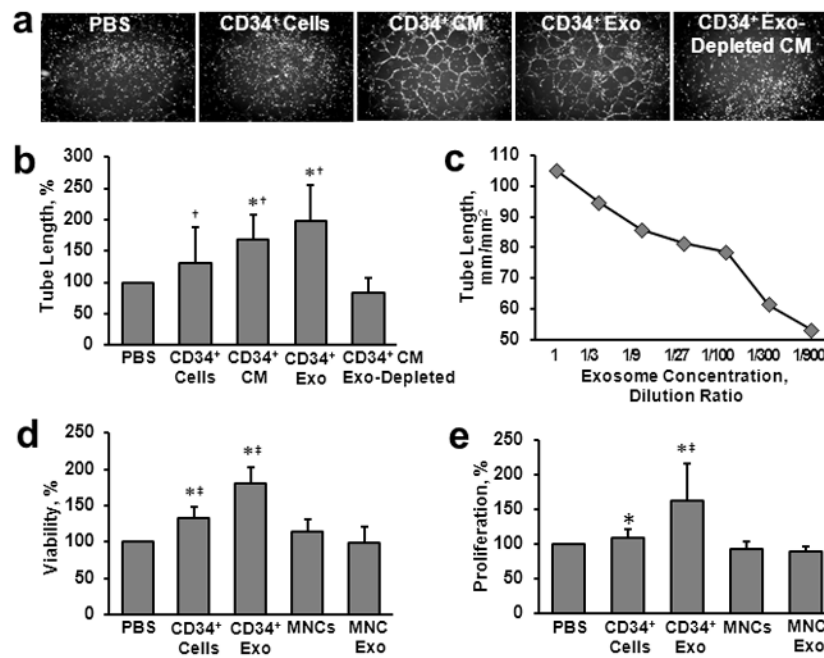 a
PBS
CD34⁺ Cells
CD34⁺ CM
CD34⁺ Exo
CD34⁺ Exo-
Depleted CM
b
Tube Length, %
300
250
200
150
100
50
0
†
*†
*†
PBS
CD34⁺
Cells
CD34⁺
CM
CD34⁺
Exo
CD34⁺ CM
Exo-Depleted
c
Tube Length,
mm/mm²
110
100
90
80
70
60
50
1
1/3
1/9
1/27
1/100
1/300
1/900
Exosome Concentration,
Dilution Ratio
d
Viability, %
250
200
150
100
50
0
*‡
*‡
PBS
CD34⁺
Cells
CD34⁺
Exo
MNCs
MNC
Exo
e
Proliferation, %
250
200
150
100
50
0
*
*‡
PBS
CD34⁺
Cells
CD34⁺
Exo
MNCs
MNC
Exo